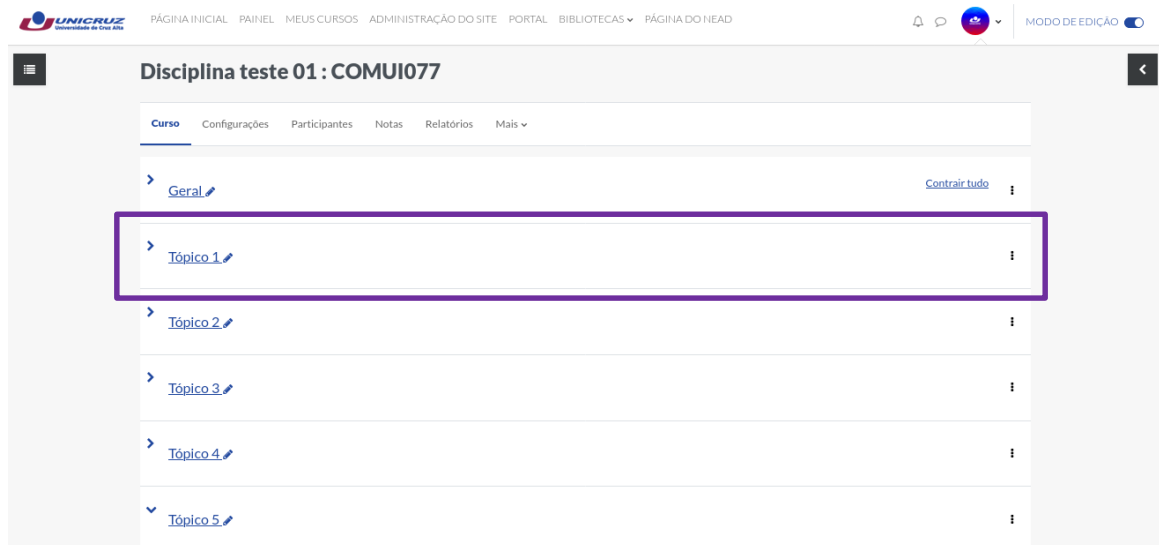 UNICRUZ
Universidade de Cruz Alta
PÁGINA INICIAL PAINEL MEUS CURSOS ADMINISTRAÇÃO DO SITE PORTAL BIBLIOTECAS PÁGINA DO NEAD MODO DE EDIÇÃO
Disciplina teste 01 : COMUI077
Curso Configurações Participantes Notas Relatórios Mais
Geral Contrair tudo
Tópico 1
Tópico 2
Tópico 3
Tópico 4
Tópico 5